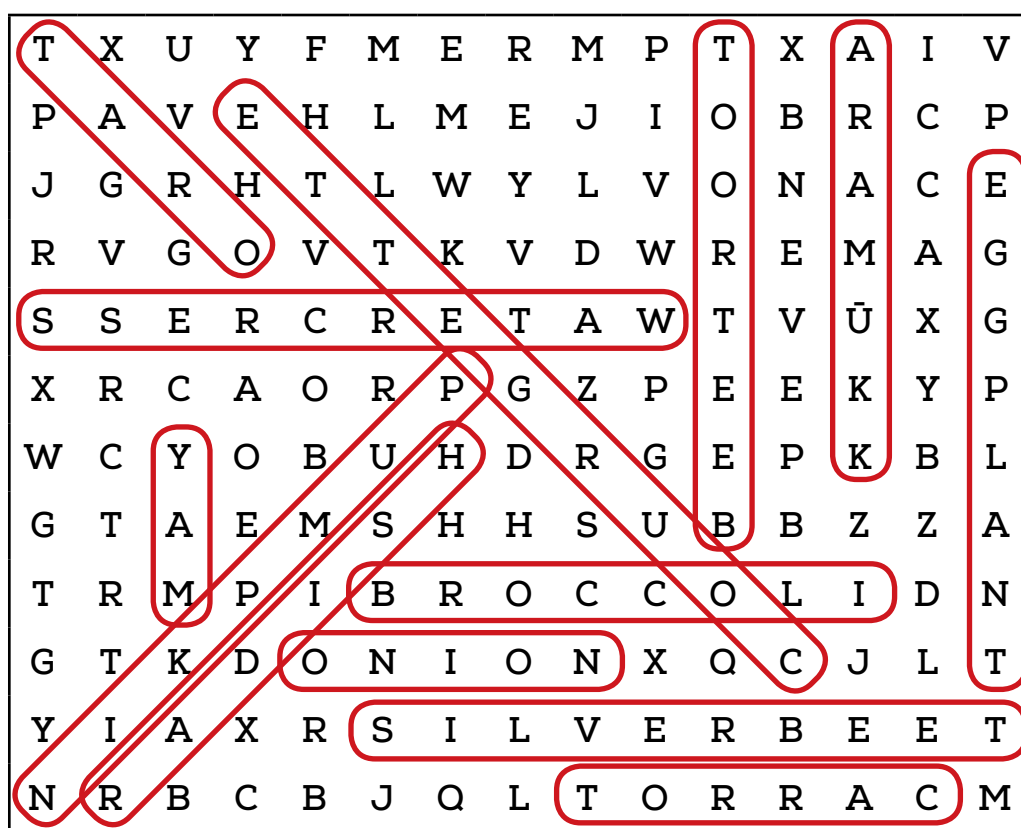 T X U Y F M E R M P T X A I V
P A V E H L M E J I O B R C P
J G R H T L W Y L V O N A C E
R V G O V T K V D W R E M A G
S S E R C R E T A W T V Ū X G
X R C A O R P G Z P E E K Y P
W C Y O B U H D R G E P K B L
G T A E M S H H S U B B Z Z A
T R M P I B R O C C O L I D N
G T K D O N I O N X Q C J L T
Y I A X R S I L V E R B E E T
N R B C B J Q L T O R R A C M